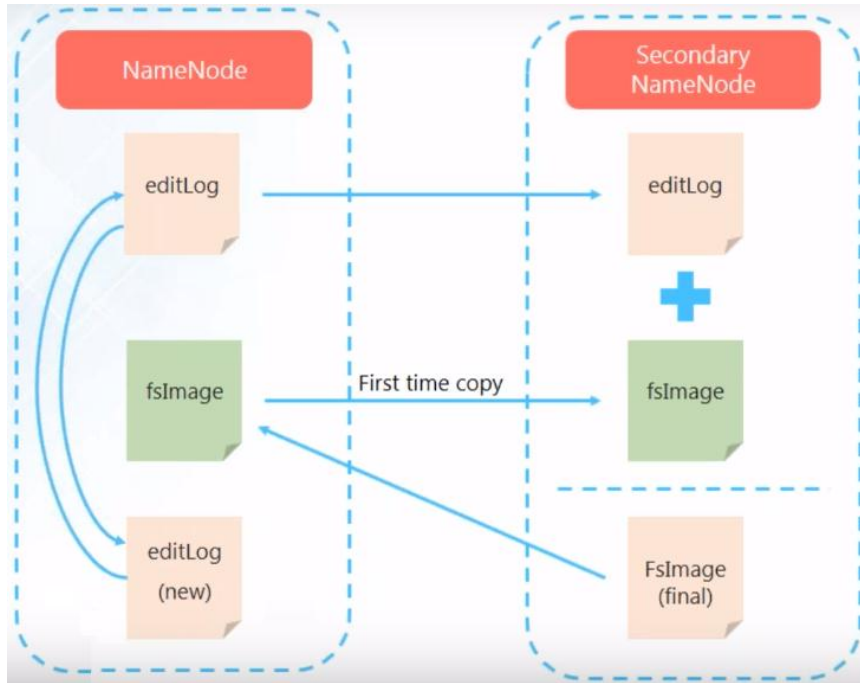 NameNode
Secondary
NameNode
editLog
editLog
fsImage
First time copy
fsImage
editLog
(new)
FsImage
(final)